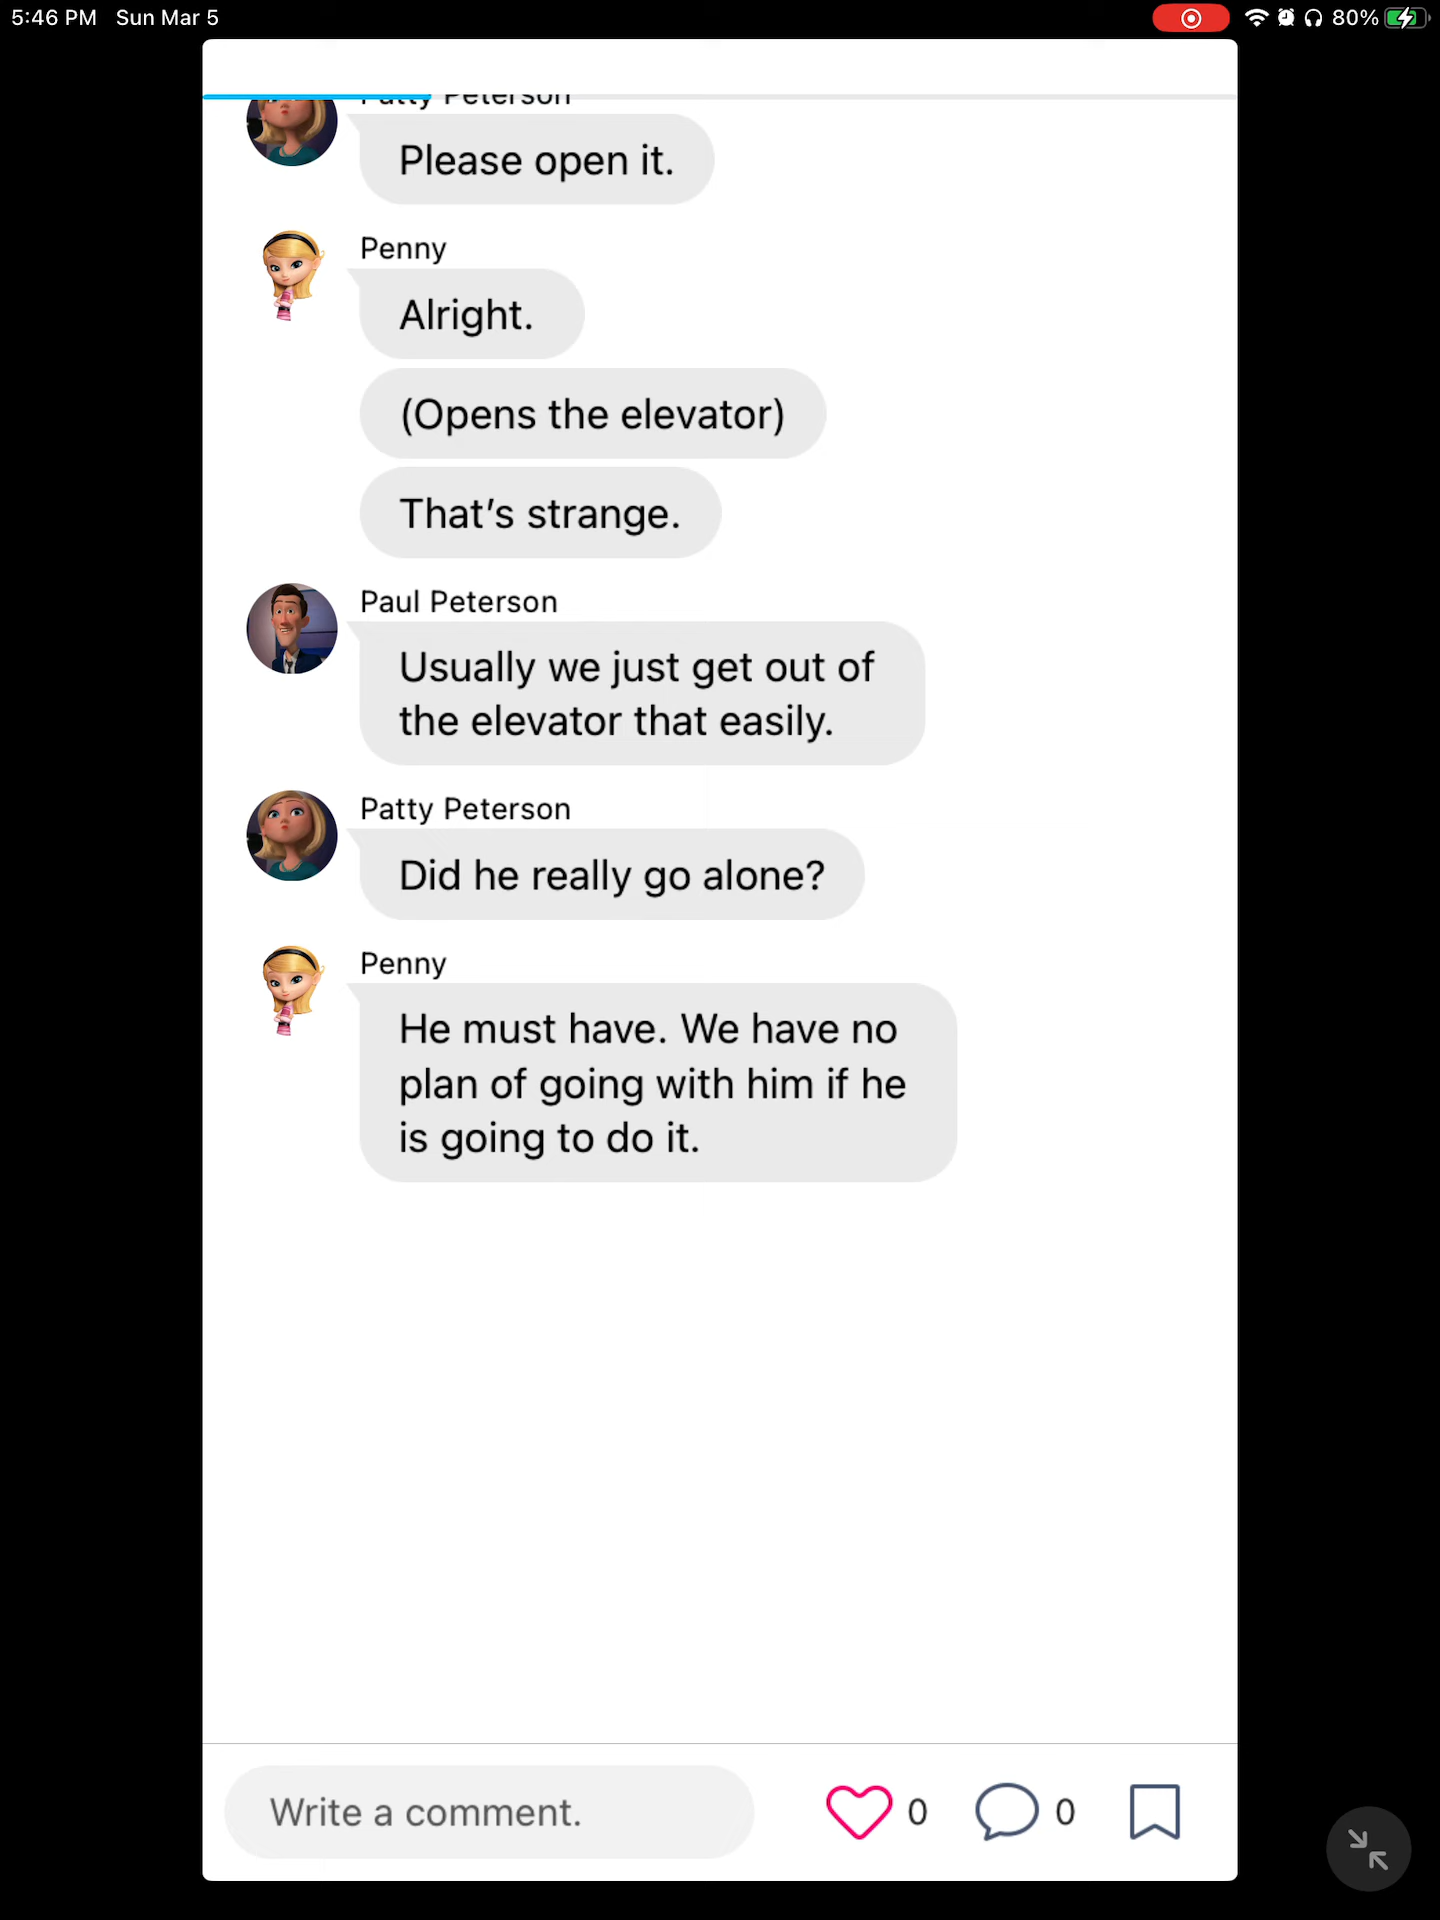 5:46 PM Sun Mar 5
80%
Patty Peterson
Please open it.
Penny
Alright.
(Opens the elevator)
That's strange.
Paul Peterson
Usually we just get out of
the elevator that easily.
Patty Peterson
Did he really go alone?
Penny
He must have. We have no
plan of going with him if he
is going to do it.
Write a comment.
0
0